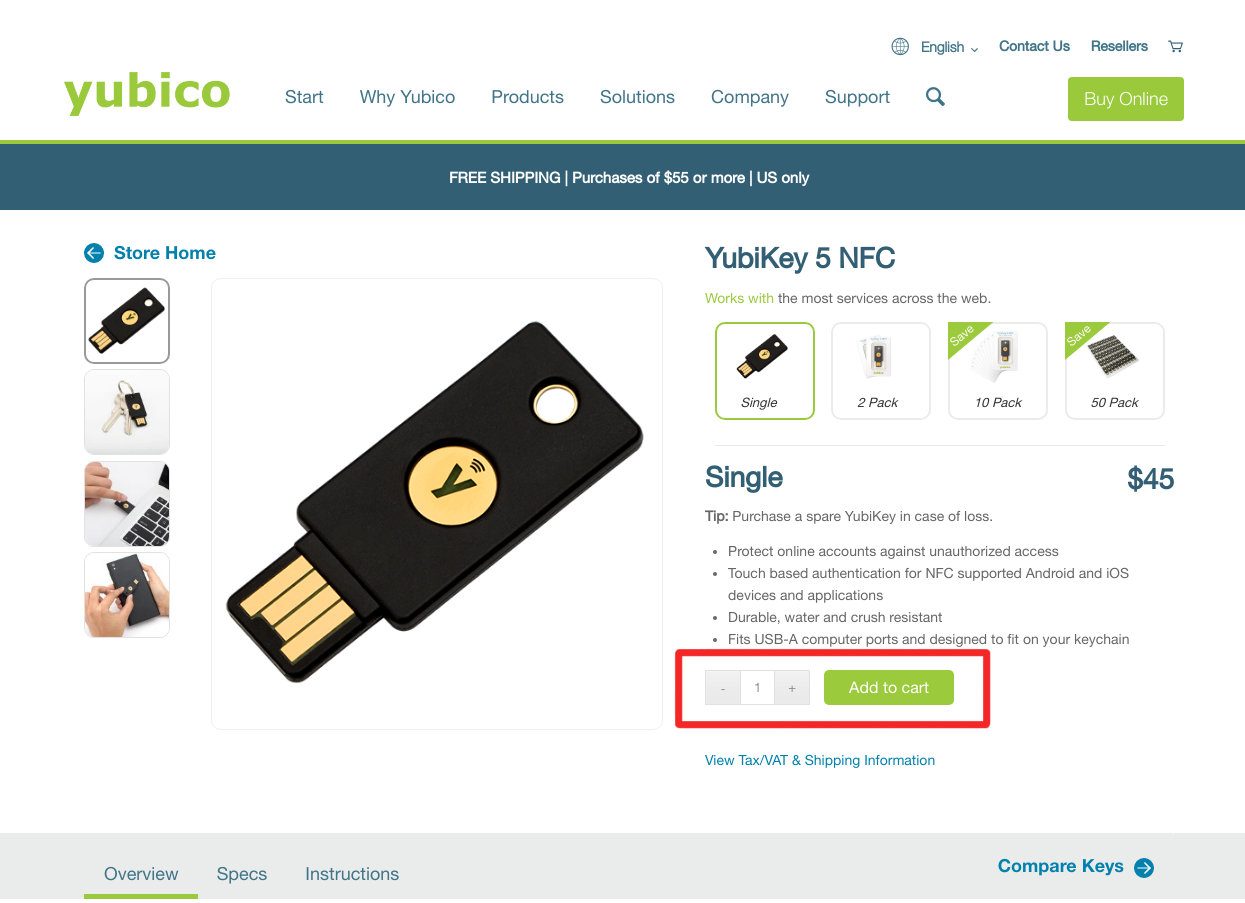 English
Contact Us
Resellers
yubico
Start
Why Yubico
Products
Solutions
Company
Support
Buy Online
FREE SHIPPING | Purchases of $55 or more | US only
Store Home
YubiKey 5 NFC
Works with the most services across the web.
Single
2 Pack
Save
10 Pack
Save
50 Pack
Single
$45
Tip: Purchase a spare YubiKey in case of loss.
• Protect online accounts against unauthorized access
• Touch based authentication for NFC supported Android and iOS
devices and applications
• Durable, water and crush resistant
• Fits USB-A computer ports and designed to fit on your keychain
- 1 +
Add to cart
View Tax/VAT & Shipping Information
Overview
Specs
Instructions
Compare Keys